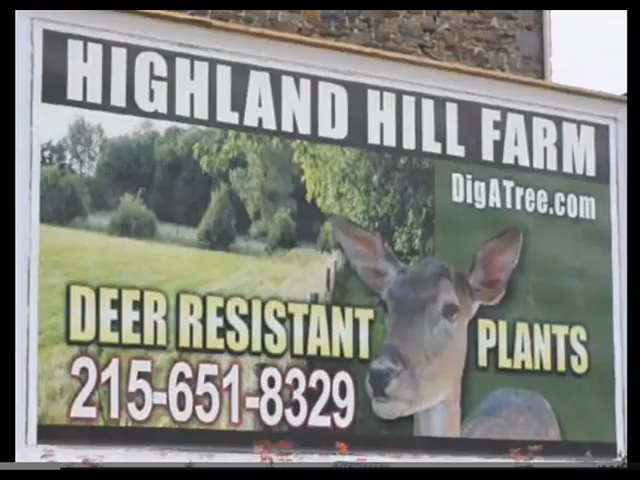 HIGHLAND HILL FARM
DigATree.com
DEER RESISTANT PLANTS
215-651-8329